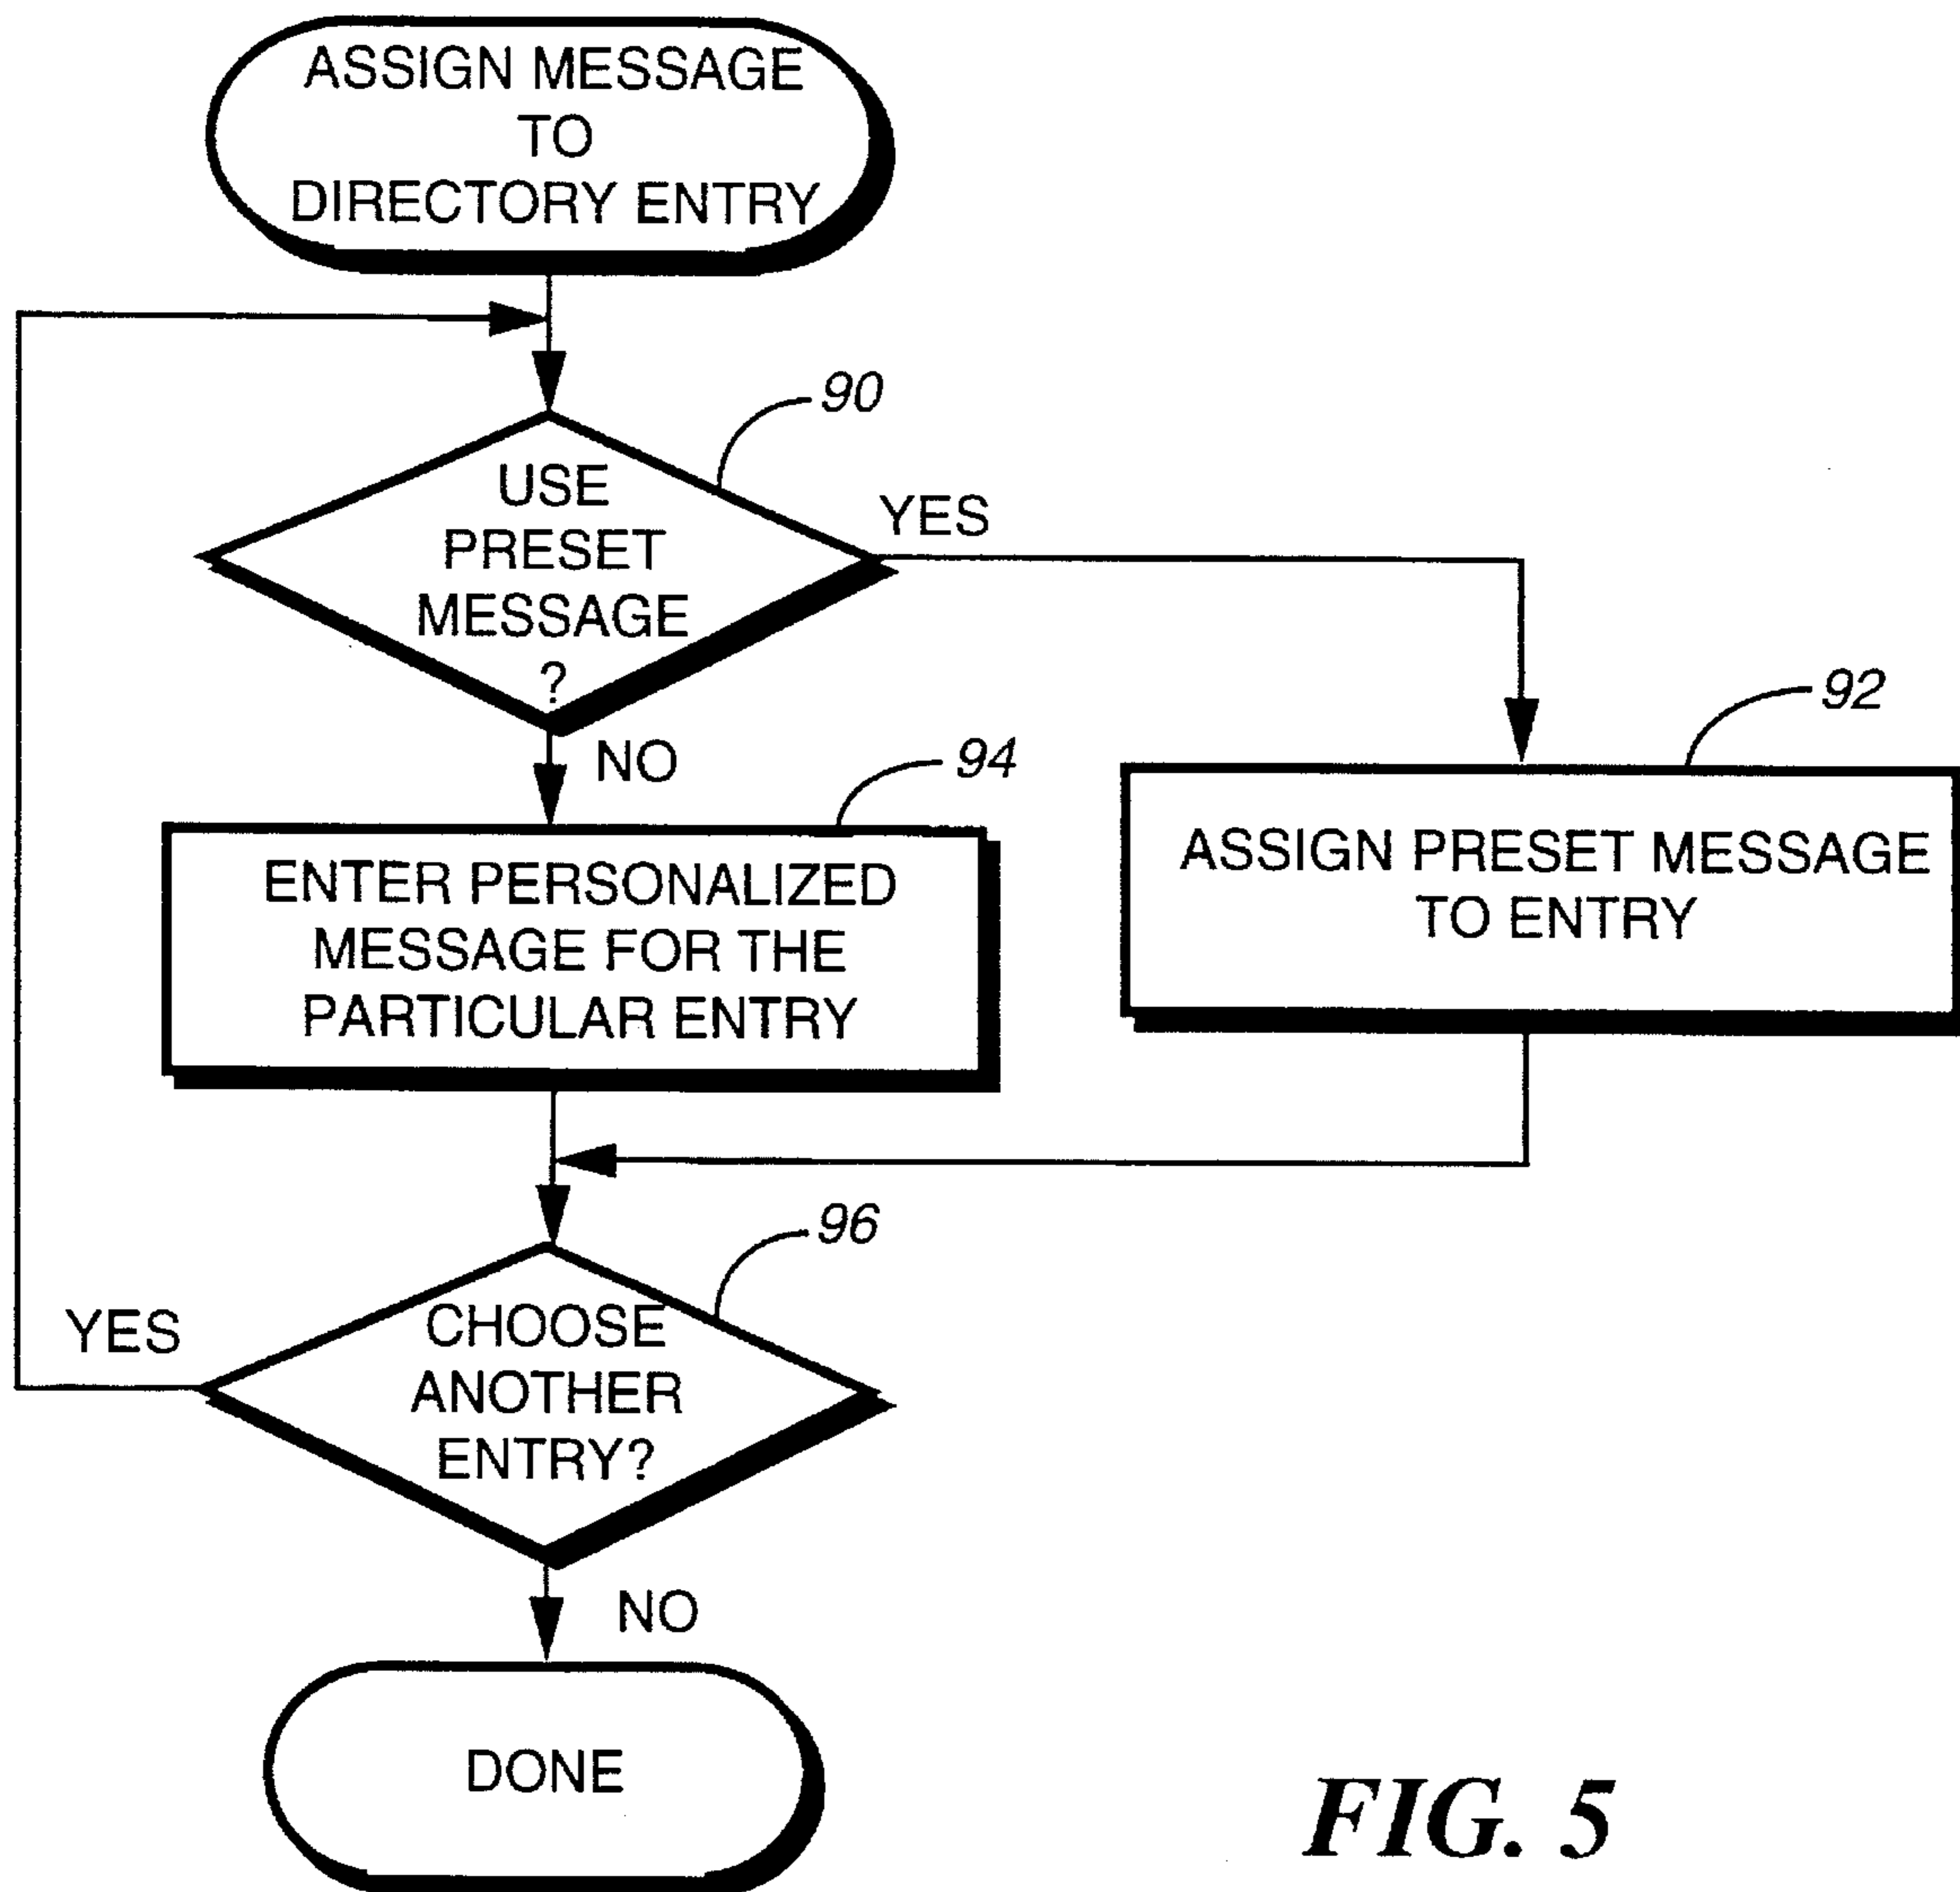 ASSIGN MESSAGE
TO
DIRECTORY ENTRY
90
USE
PRESET
MESSAGE
?
YES
NO
92
ASSIGN PRESET MESSAGE
TO ENTRY
94
ENTER PERSONALIZED
MESSAGE FOR THE
PARTICULAR ENTRY
96
CHOOSE
ANOTHER
ENTRY?
YES
NO
DONE
FIG. 5